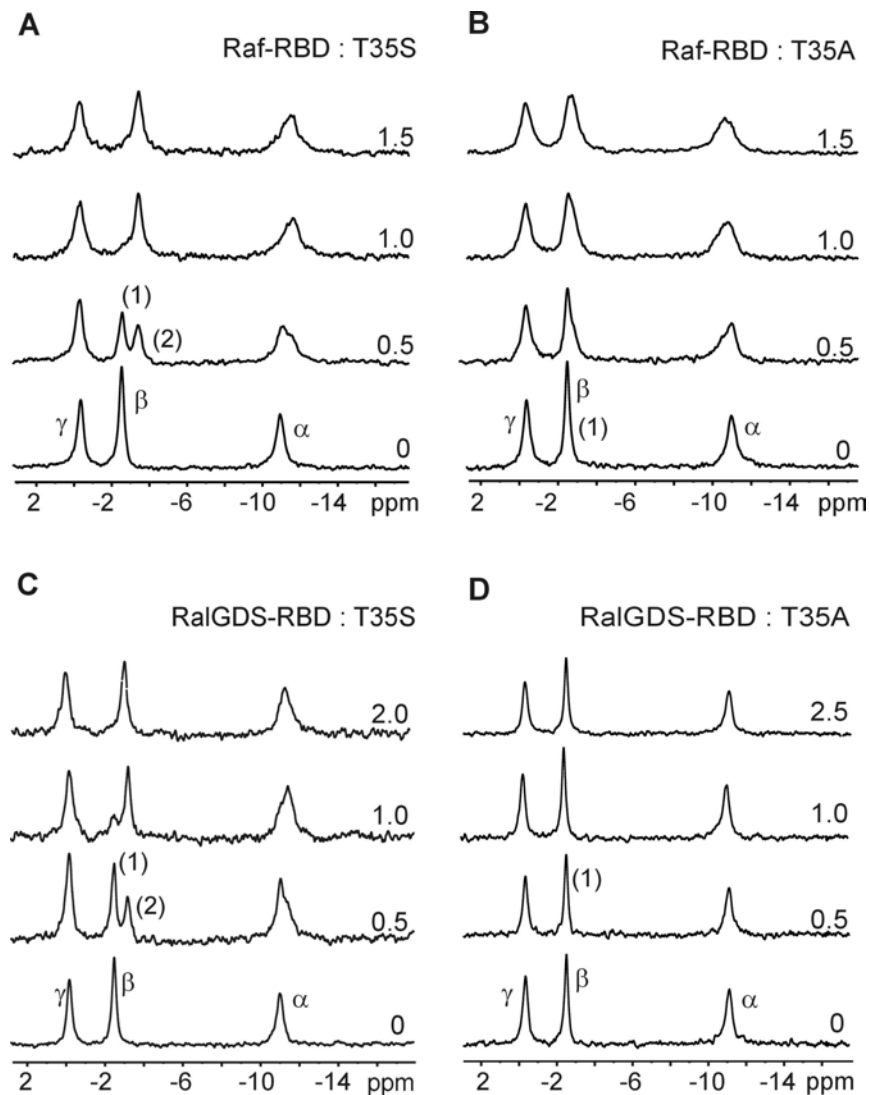 A
Raf-RBD : T35S
1.5
1.0
(1)
(2)
0.5
γ
β
α
0
2 -2 -6 -10 -14 ppm
B
Raf-RBD : T35A
1.5
1.0
0.5
γ
β
(1)
α
0
2 -2 -6 -10 -14 ppm
C
RalGDS-RBD : T35S
2.0
1.0
(1)
(2)
0.5
γ
β
α
0
2 -2 -6 -10 -14 ppm
D
RalGDS-RBD : T35A
2.5
1.0
(1)
0.5
γ
β
α
0
2 -2 -6 -10 -14 ppm